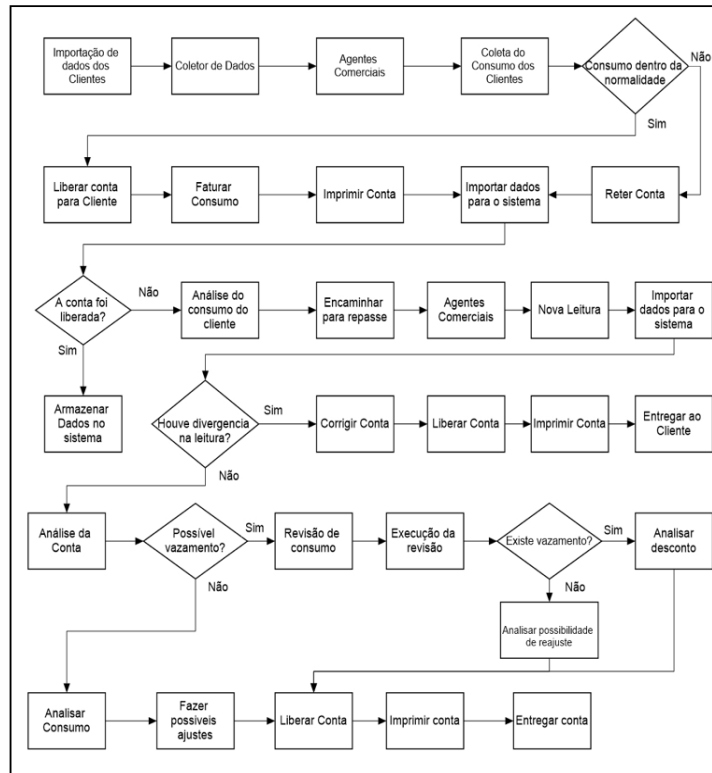 Importação de
dados dos
Clientes
Coletor de Dados
Agentes
Comerciais
Coleta do
Consumo dos
Clientes
Consumo dentro da
normalidade
Não
Sim
Liberar conta
para Cliente
Faturar
Consumo
Imprimir Conta
Importar dados
para o sistema
Reter Conta
A conta foi
liberada?
Não
Sim
Análise do
consumo do
cliente
Encaminhar
para repasse
Agentes
Comerciais
Nova Leitura
Importar
dados para o
sistema
Armazenar
Dados no
sistema
Houve divergencia
na leitura?
Sim
Não
Corrigir Conta
Liberar Conta
Imprimir Conta
Entregar ao
Cliente
Análise da
Conta
Possível
vazamento?
Sim
Não
Revisão de
consumo
Execução da
revisão
Existe vazamento?
Sim
Não
Analisar
desconto
Analisar possibilidade
de reajuste
Analisar
Consumo
Fazer
possiveis
ajustes
Liberar Conta
Imprimir conta
Entregar conta